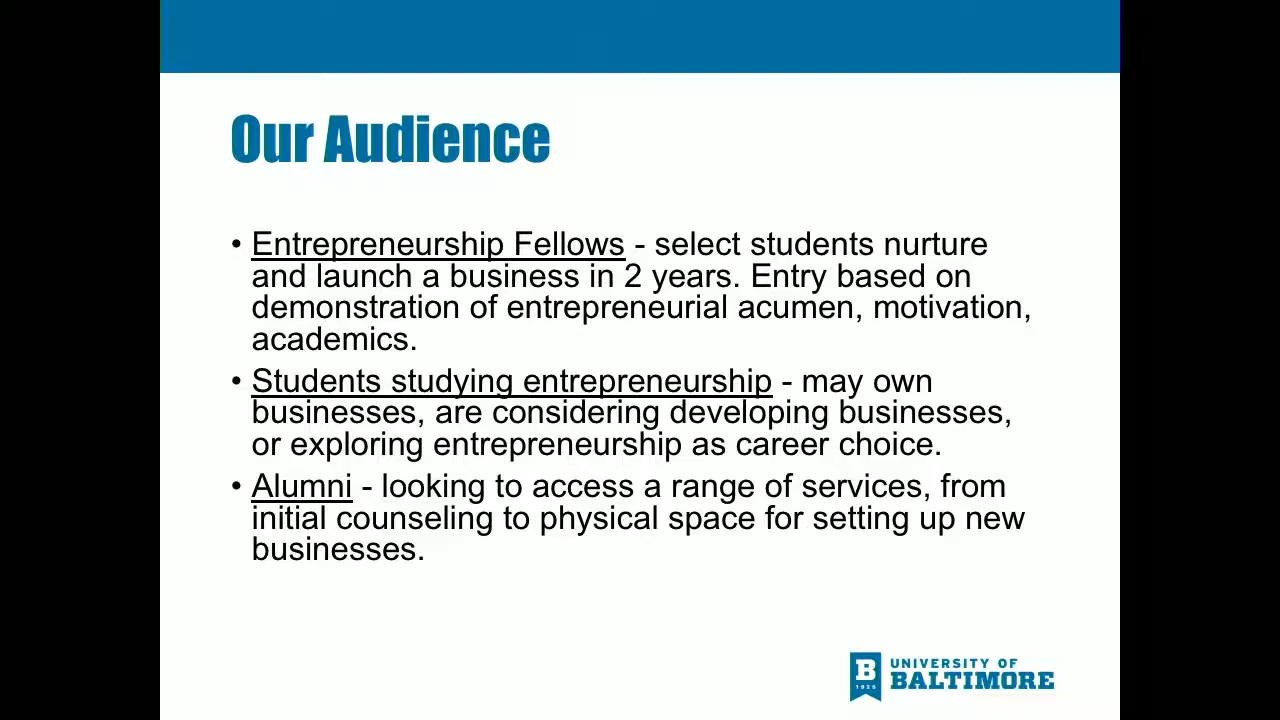 Our Audience
• Entrepreneurship Fellows - select students nurture
and launch a business in 2 years. Entry based on
demonstration of entrepreneurial acumen, motivation,
academics.
• Students studying entrepreneurship - may own
businesses, are considering developing businesses,
or exploring entrepreneurship as career choice.
• Alumni - looking to access a range of services, from
initial counseling to physical space for setting up new
businesses.
B
1925
UNIVERSITY OF
BALTIMORE